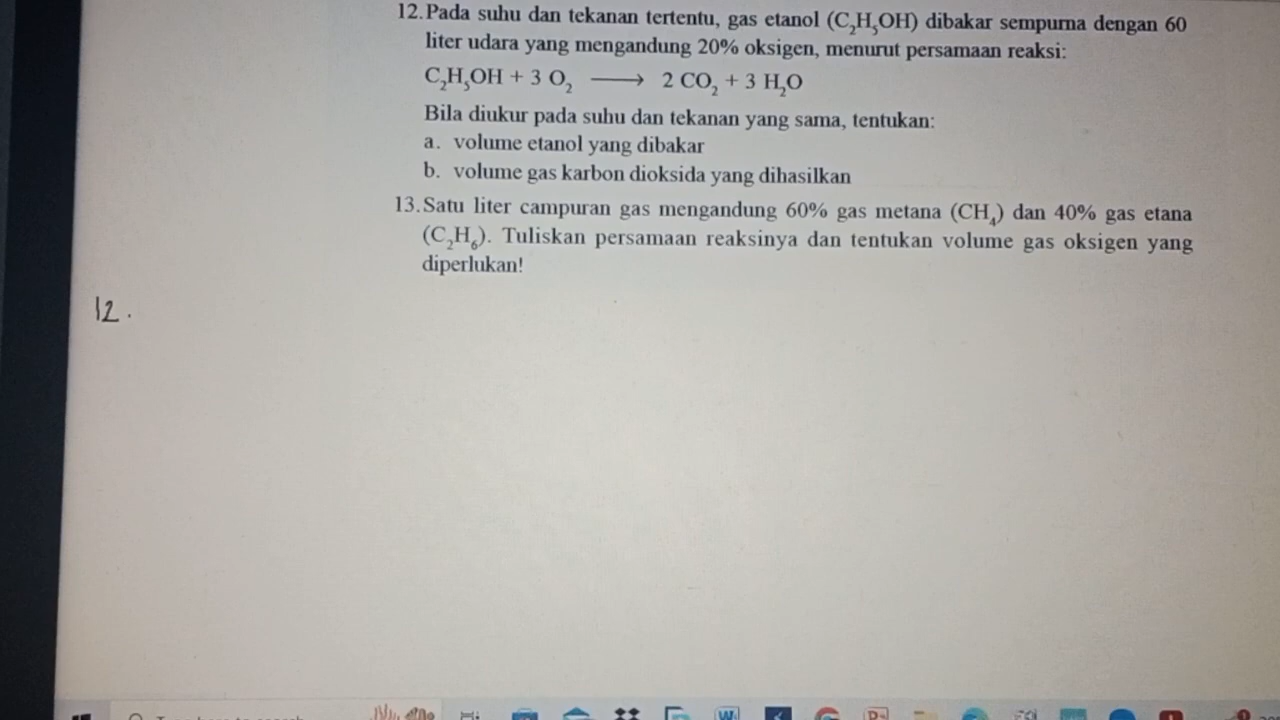 12. Pada suhu dan tekanan tertentu, gas etanol (C₂H₅OH) dibakar sempurna dengan 60
liter udara yang mengandung 20% oksigen, menurut persamaan reaksi:
C₂H₅OH + 3 O₂ ⟶ 2 CO₂ + 3 H₂O
Bila diukur pada suhu dan tekanan yang sama, tentukan:
a. volume etanol yang dibakar
b. volume gas karbon dioksida yang dihasilkan
13. Satu liter campuran gas mengandung 60% gas metana (CH₄) dan 40% gas etana
(C₂H₆). Tuliskan persamaan reaksinya dan tentukan volume gas oksigen yang
diperlukan!
12.